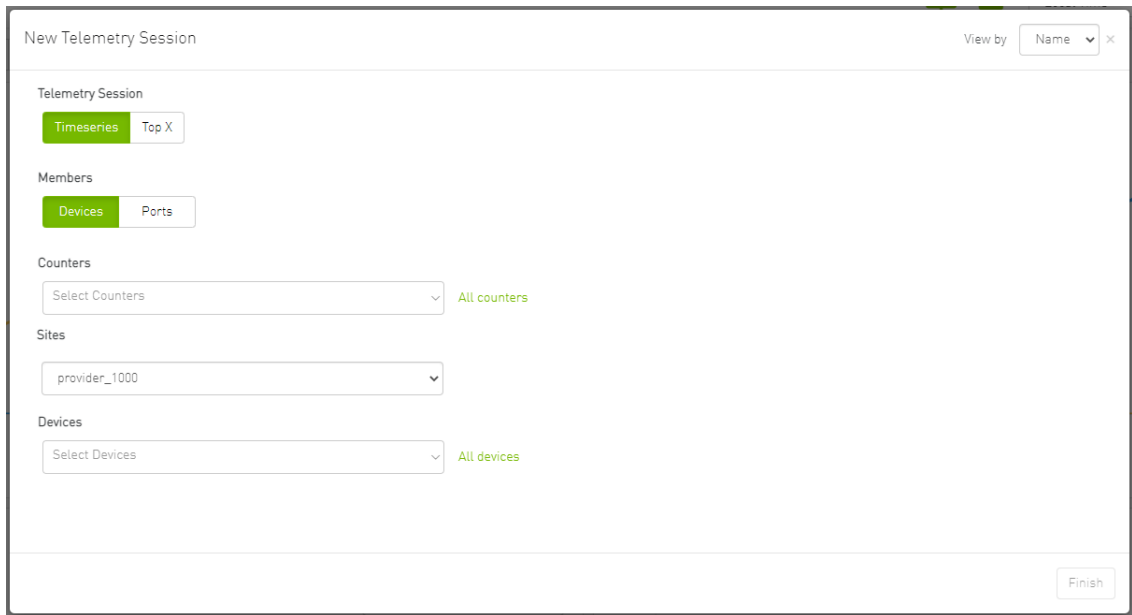 New Telemetry Session
View by Name ×
Telemetry Session
Timeseries Top X
Members
Devices Ports
Counters
Select Counters All counters
Sites
provider_1000
Devices
Select Devices All devices
Finish